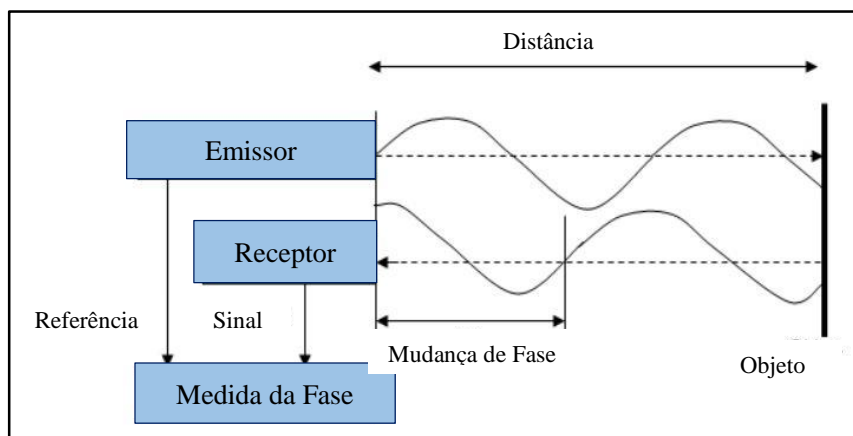 Distância
Emissor
Receptor
Referência
Sinal
Mudança de Fase
Objeto
Medida da Fase